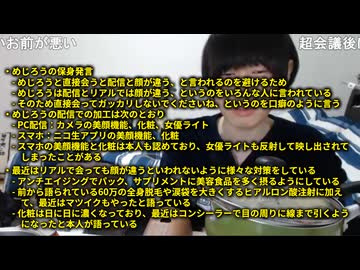 いお前が悪い
超会議後し
・めじろうの保身発言
- めじろうと直接会うと配信と顔が違う、と言われるのを避けるため
- めじろうは配信とリアルでは顔が違う、というのをいろんな人に言われている
- そのため直接会ってガッカリしないでくださいね、というのを口癖のように言う
・めじろうの配信での加工は次のとおり
- PC配信：カメラの美顔機能、化粧、女優ライト
- スマホ：ニコ生アプリの美顔機能、化粧
- スマホの美顔機能と化粧は本人も認めており、女優ライトも反射して映し出されて
しまったことがある
・最近はリアルで会っても顔が違うといわれないように様々な対策をしている
- アンチエイジングでパック、サプリメントに美容食品を多く摂るようにしている
- 前から語られている60万の全身脱毛や涙袋を大きくするヒアルロン酸注射に加え
て、最近はマツイクもやったと語っている
- 化粧は日に日に濃くなっており、最近はコンシーラーで目の周りに線まで引くよう
になったと本人が語っている